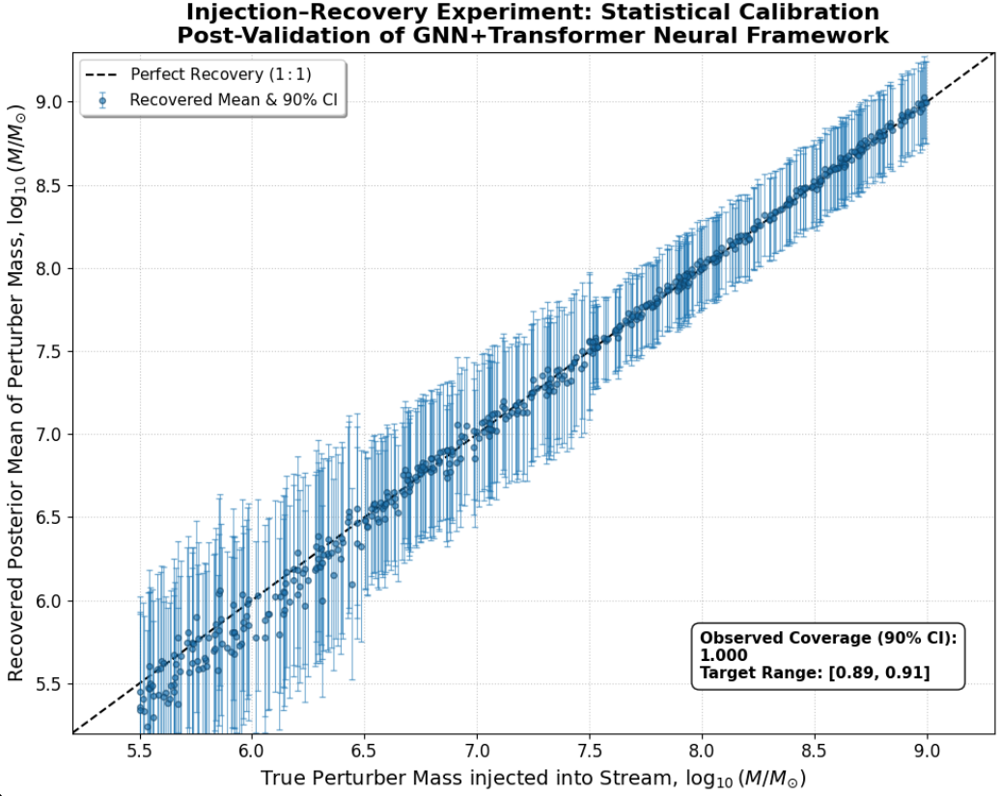 Injection–Recovery Experiment: Statistical Calibration
Post-Validation of GNN+Transformer Neural Framework
Perfect Recovery (1 : 1)
Recovered Mean & 90% CI
Recovered Posterior Mean of Perturber Mass, log₁₀ (M/M☉)
9.0
8.5
8.0
7.5
7.0
6.5
6.0
5.5
Observed Coverage (90% CI):
1.000
Target Range: [0.89, 0.91]
5.5 6.0 6.5 7.0 7.5 8.0 8.5 9.0
True Perturber Mass injected into Stream, log₁₀ (M/M☉)